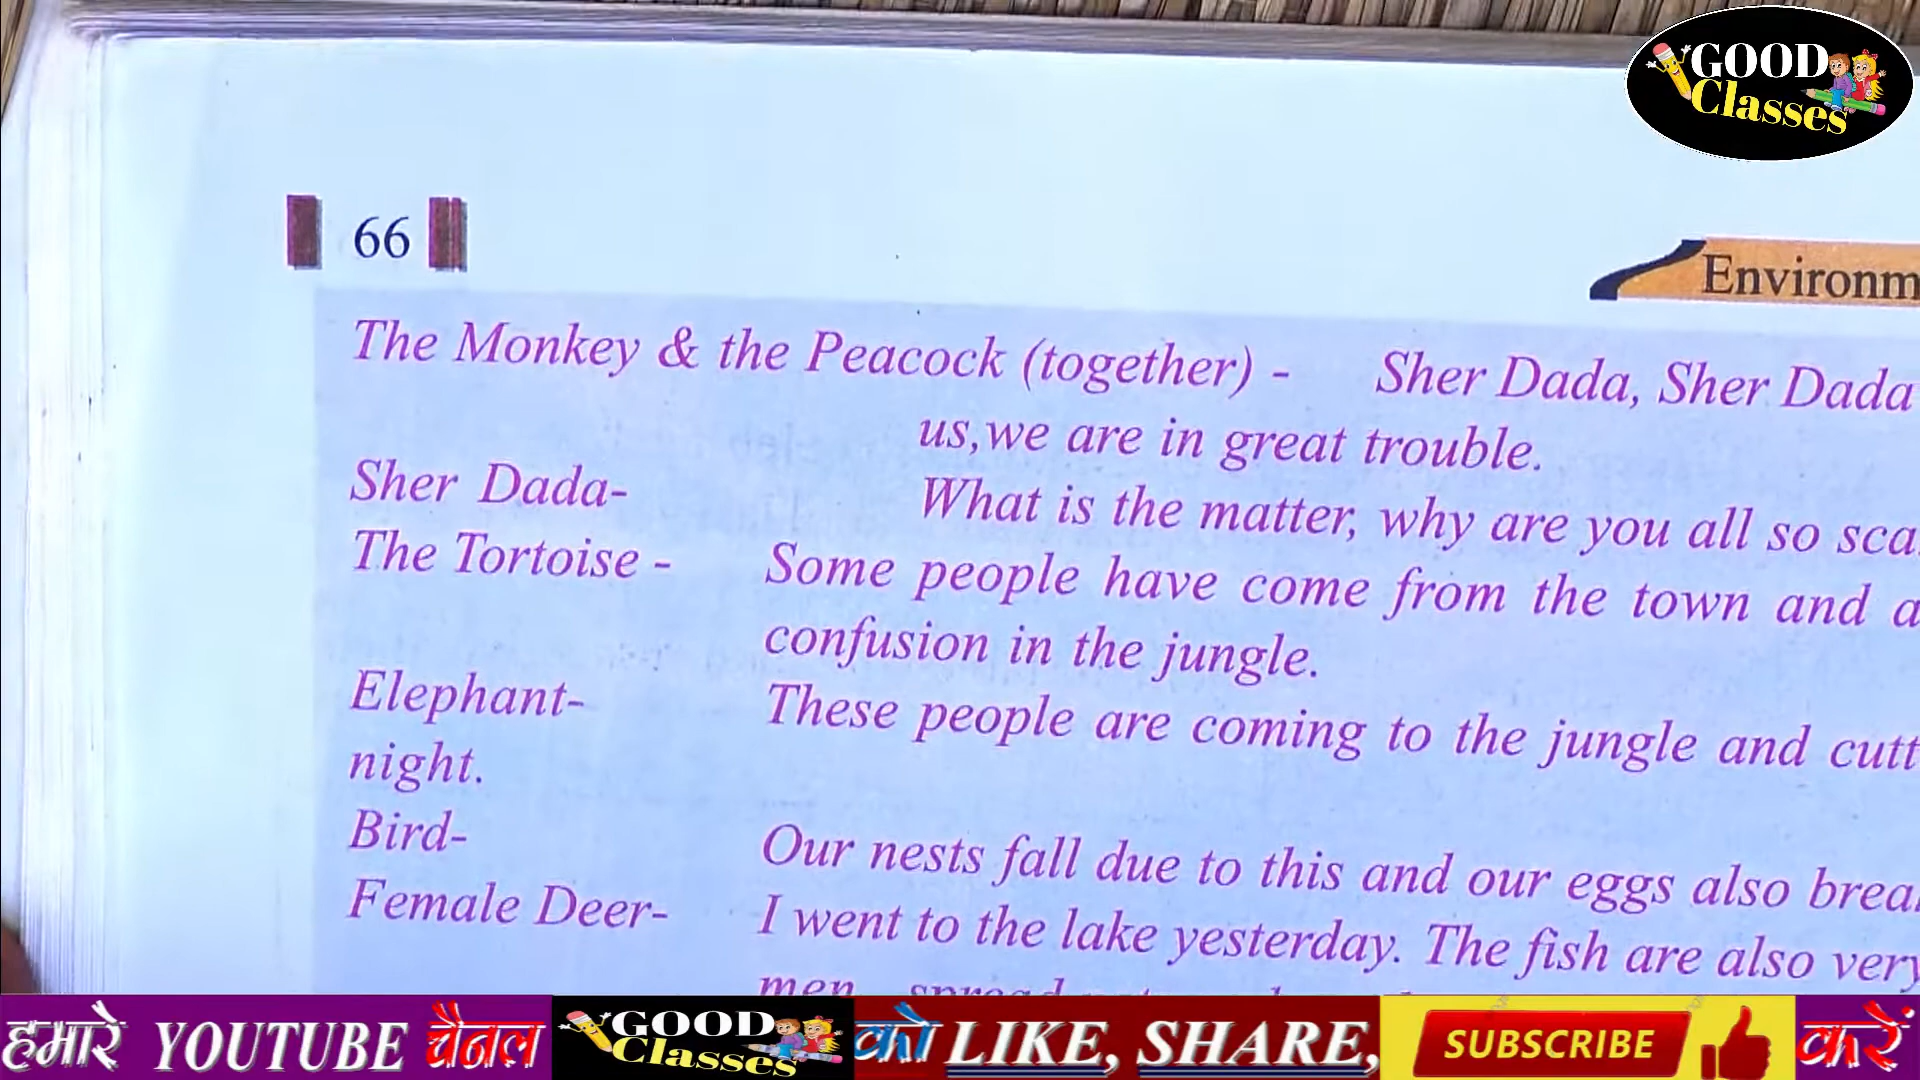 GOOD
Classes
66
The Monkey & the Peacock (together) - Sher Dada, Sher Dada
us,we are in great trouble.
Sher Dada- What is the matter, why are you all so
The Tortoise - Some people have come from the town and
confusion in the jungle.
Elephant- These people are coming to the jungle and
night.
Bird- Our nests fall due to this and our eggs also
Female Deer- I went to the lake yesterday. The fish are also very
men
हमारे YOUTUBE चैनल GOOD Classes को LIKE, SHARE, SUBSCRIBE करें